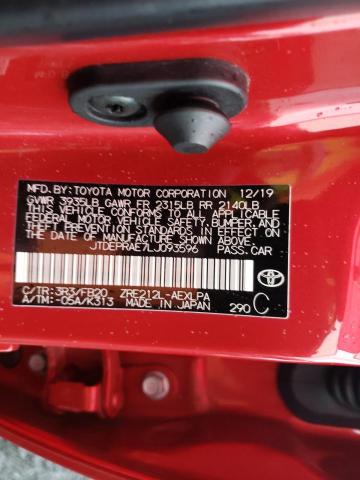 MFD.BY:TOYOTA MOTOR CORPORATION 12/19
GVWR 3935LB GAWR FR 2315LB RR 2140LB
THIS VEHICLE CONFORMS TO ALL APPLICABLE
FEDERAL MOTOR VEHICLE SAFETY,BUMPER,AND
THEFT PREVENTION STANDARDS IN EFFECT ON
THE DATE OF MANUFACTURE SHOWN ABOVE.
JTDEPRAE7LJ093596 PASS.CAR
C/TR:3R3/FB20 ZRE212L-AEXLPA
A/TM:-05A/K313 MADE IN JAPAN 290 C